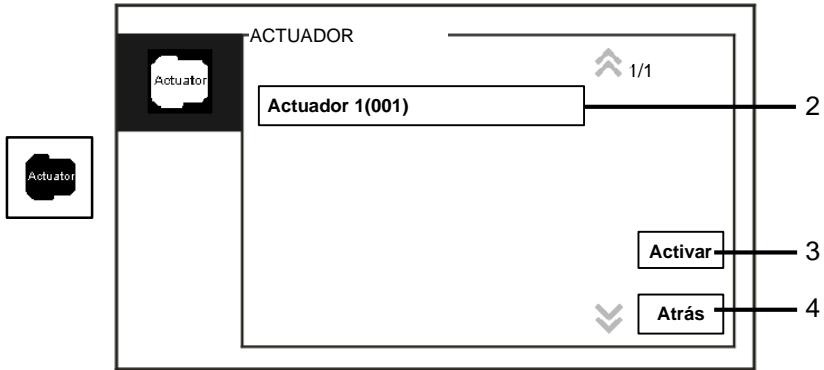 ACTUADOR
Actuator
1/1
Actuador 1(001)
2
Actuator
Activar
3
Atrás
4